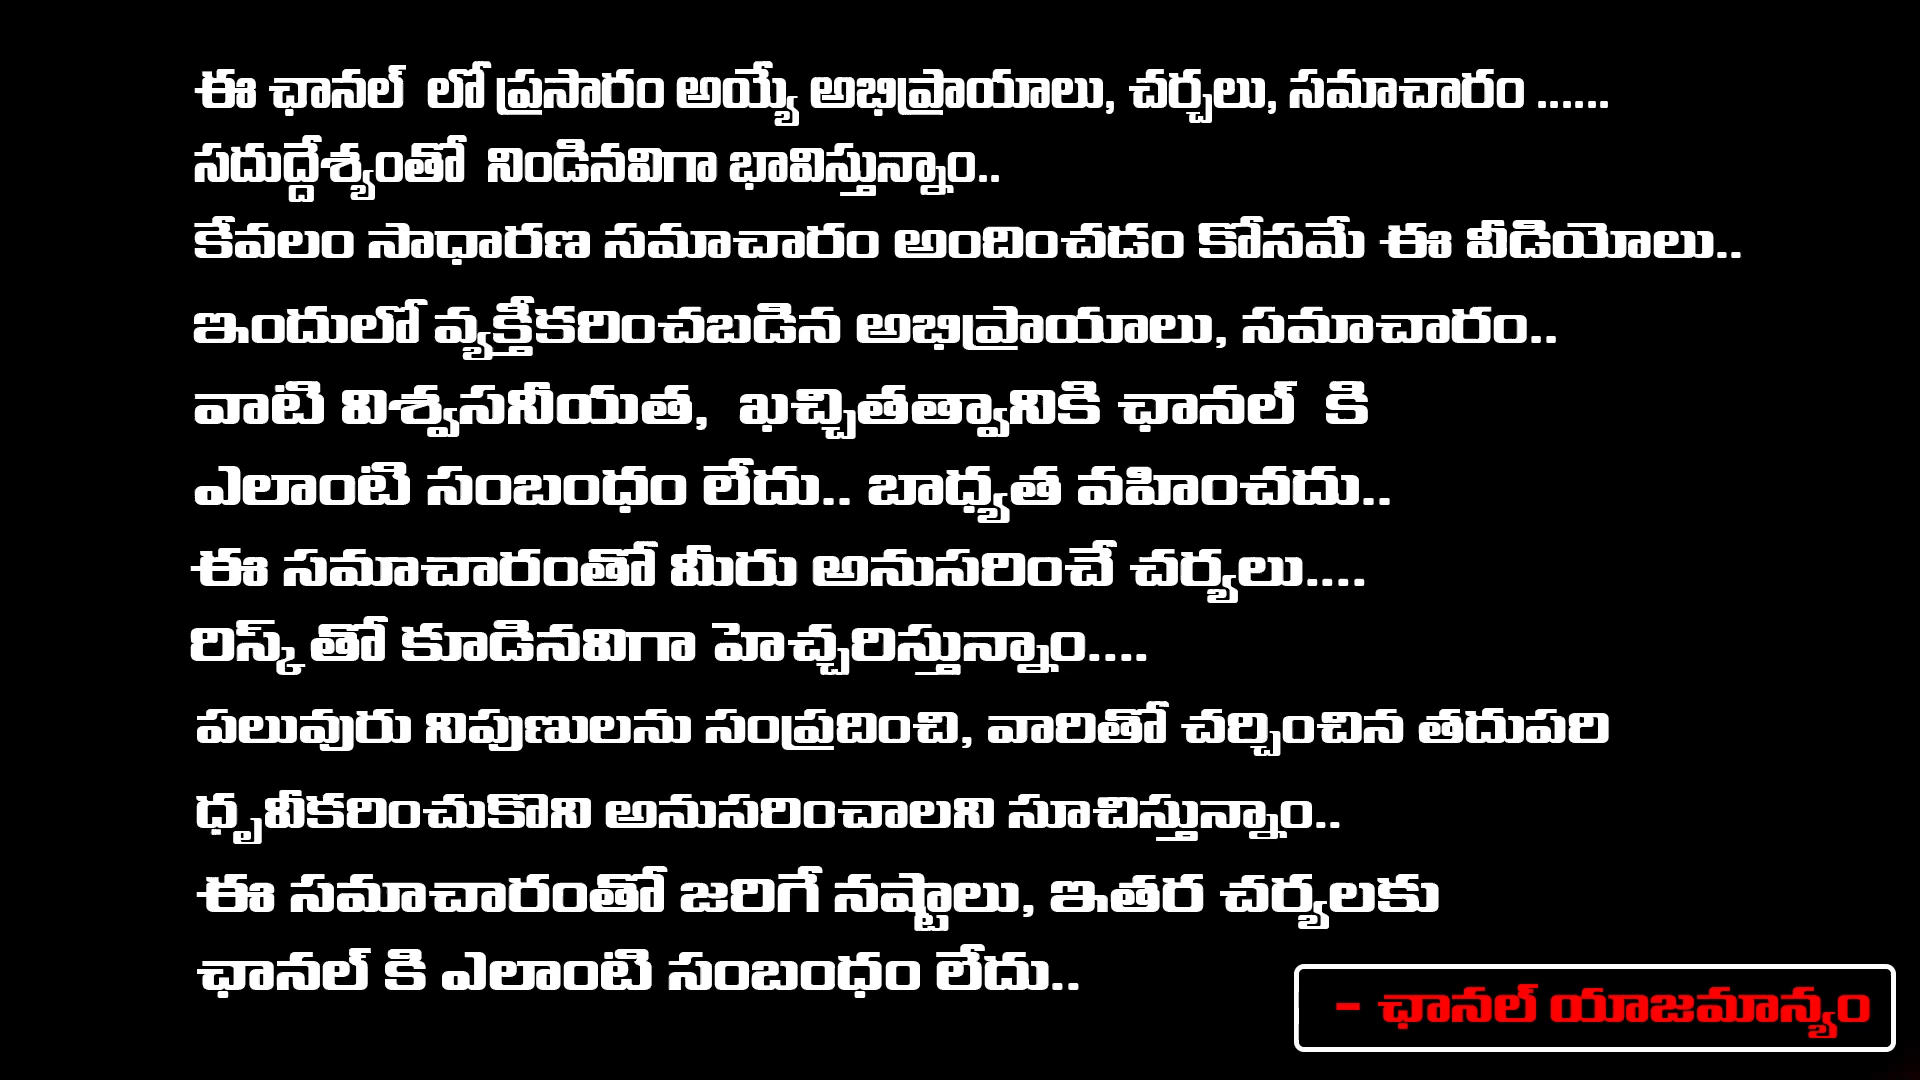 ఈ ఛానల్ లో ప్రసారం అయ్యే అభిప్రాయాలు, చర్చలు, సమాచారం ......
సదుద్దేశ్యంతో నిండినవిగా భావిస్తున్నాం..
కేవలం సాధారణ సమాచారం అందించడం కోసమే ఈ వీడియోలు..
ఇందులో వ్యక్తీకరించబడిన అభిప్రాయాలు, సమాచారం..
వాటి విశ్వసనీయత, ఖచ్చితత్వానికి ఛానల్ కి
ఎలాంటి సంబంధం లేదు.. బాధ్యత వహించదు..
ఈ సమాచారంతో మీరు అనుసరించే చర్యలు....
రిస్క్ తో కూడినవిగా హెచ్చరిస్తున్నాం....
పలువురు నిపుణులను సంప్రదించి, వారితో చర్చించిన తదుపరి
ధృవీకరించుకొని అనుసరించాలని సూచిస్తున్నాం..
ఈ సమాచారంతో జరిగే నష్టాలు, ఇతర చర్యలకు
ఛానల్ కి ఎలాంటి సంబంధం లేదు..
- ఛానల్ యాజమాన్యం